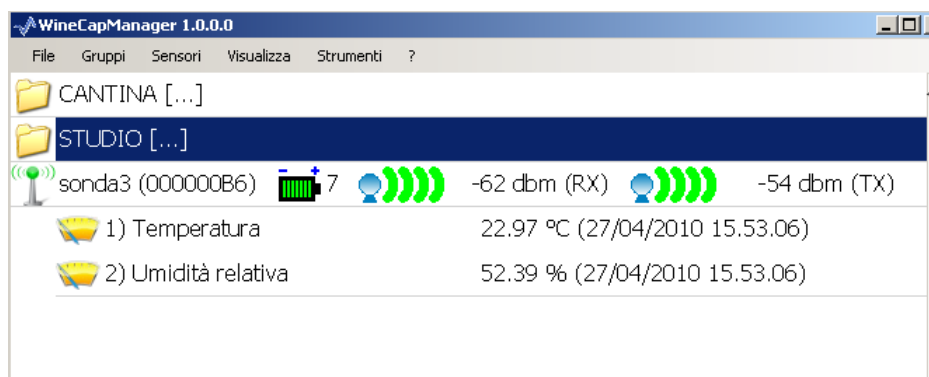 WineCapManager 1.0.0.0
File Gruppi Sensori Visualizza Strumenti ?
CANTINA [...]
STUDIO [...]
sonda3 (000000B6) 7 -62 dbm (RX) -54 dbm (TX)
1) Temperatura 22.97 ºC (27/04/2010 15.53.06)
2) Umidità relativa 52.39 % (27/04/2010 15.53.06)